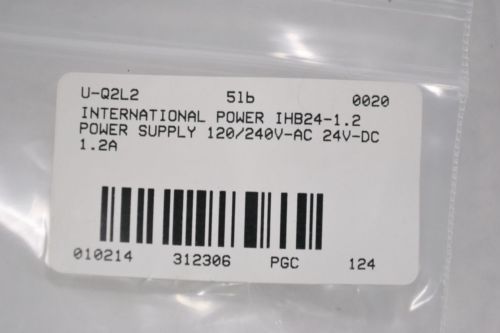 U-Q2L2 5lb 0020
INTERNATIONAL POWER IHB24-1.2
POWER SUPPLY 120/240V-AC 24V-DC
1.2A
010214 312306 PGC 124